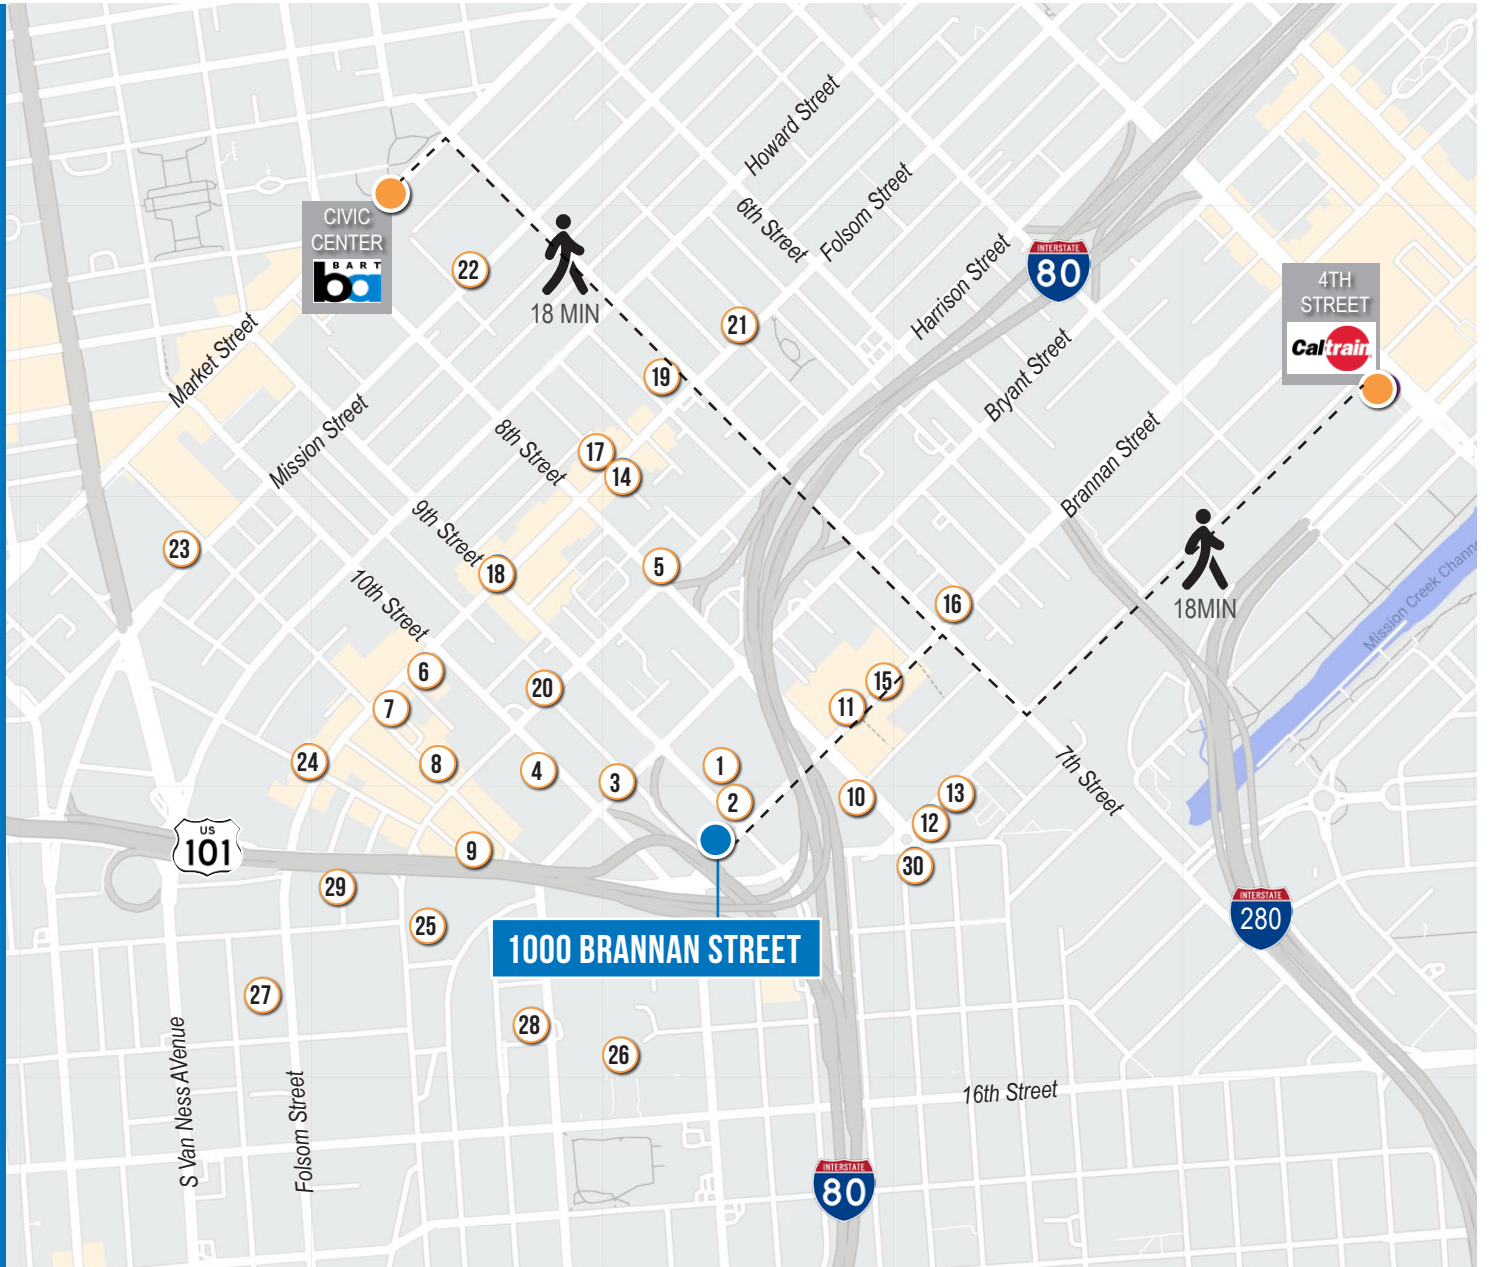 Howard Street
6th Street
Folsom Street
Harrison Street
INTERSTATE
80
CIVIC
CENTER
BART
ba
22
18 MIN
21
4TH
STREET
Caltrain
Market Street
Bryant Street
19
Mission Street
8th Street
17
14
Brannan Street
9th Street
23
18
5
10th Street
16
18MIN
Mission Creek Channe
6
20
15
7
11
24
8
4
3
1
2
10
13
12
7th Street
US
101
9
30
29
25
INTERSTATE
280
1000 BRANNAN STREET
27
28
26
S Van Ness AVenue
Folsom Street
16th Street
INTERSTATE
80